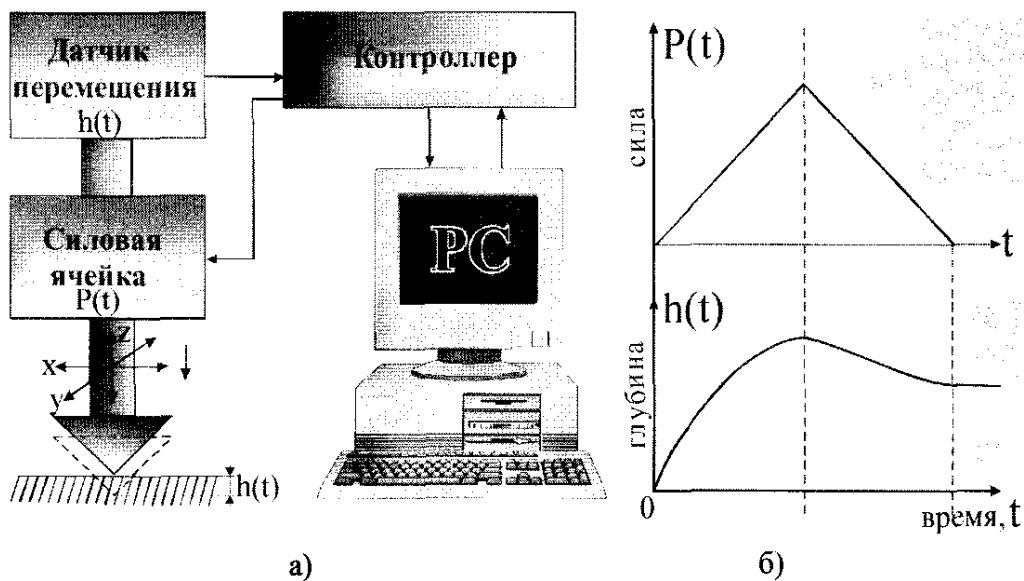 Датчик
перемещения
h(t)
Контроллер
Силовая
ячейка
P(t)
PC
z
x
y
h(t)
а)
P(t)
сила
t
h(t)
глубина
0
время, t
б)